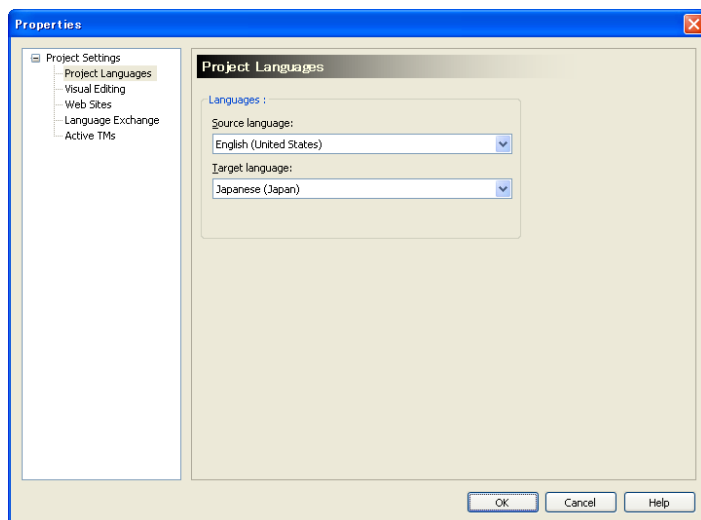 Properties
Project Settings
Project Languages
Visual Editing
Web Sites
Language Exchange
Active TMs
Project Languages
Languages :
Source language:
English (United States)
Target language:
Japanese (Japan)
OK
Cancel
Help